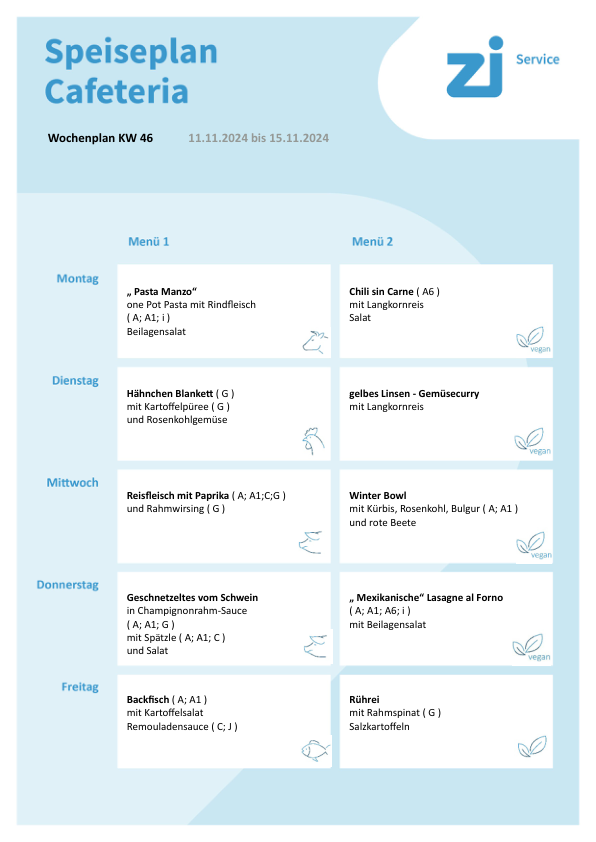 Speiseplan
Cafeteria
zi Service
Wochenplan KW 46 11.11.2024 bis 15.11.2024
Menü 1 Menü 2
Montag
„ Pasta Manzo“
one Pot Pasta mit Rindfleisch
( A; A1; i )
Beilagensalat
Chili sin Carne ( A6 )
mit Langkornreis
Salat
vegan
Dienstag
Hähnchen Blankett ( G )
mit Kartoffelpüree ( G )
und Rosenkohlgemüse
gelbes Linsen - Gemüsecurry
mit Langkornreis
vegan
Mittwoch
Reisfleisch mit Paprika ( A; A1;C;G )
und Rahmwirsing ( G )
Winter Bowl
mit Kürbis, Rosenkohl, Bulgur ( A; A1 )
und rote Beete
vegan
Donnerstag
Geschnetzeltes vom Schwein
in Champignonrahm-Sauce
( A; A1; G )
mit Spätzle ( A; A1; C )
und Salat
„ Mexikanische“ Lasagne al Forno
( A; A1; A6; i )
mit Beilagensalat
vegan
Freitag
Backfisch ( A; A1 )
mit Kartoffelsalat
Remouladensauce ( C; J )
Rührei
mit Rahmspinat ( G )
Salzkartoffeln